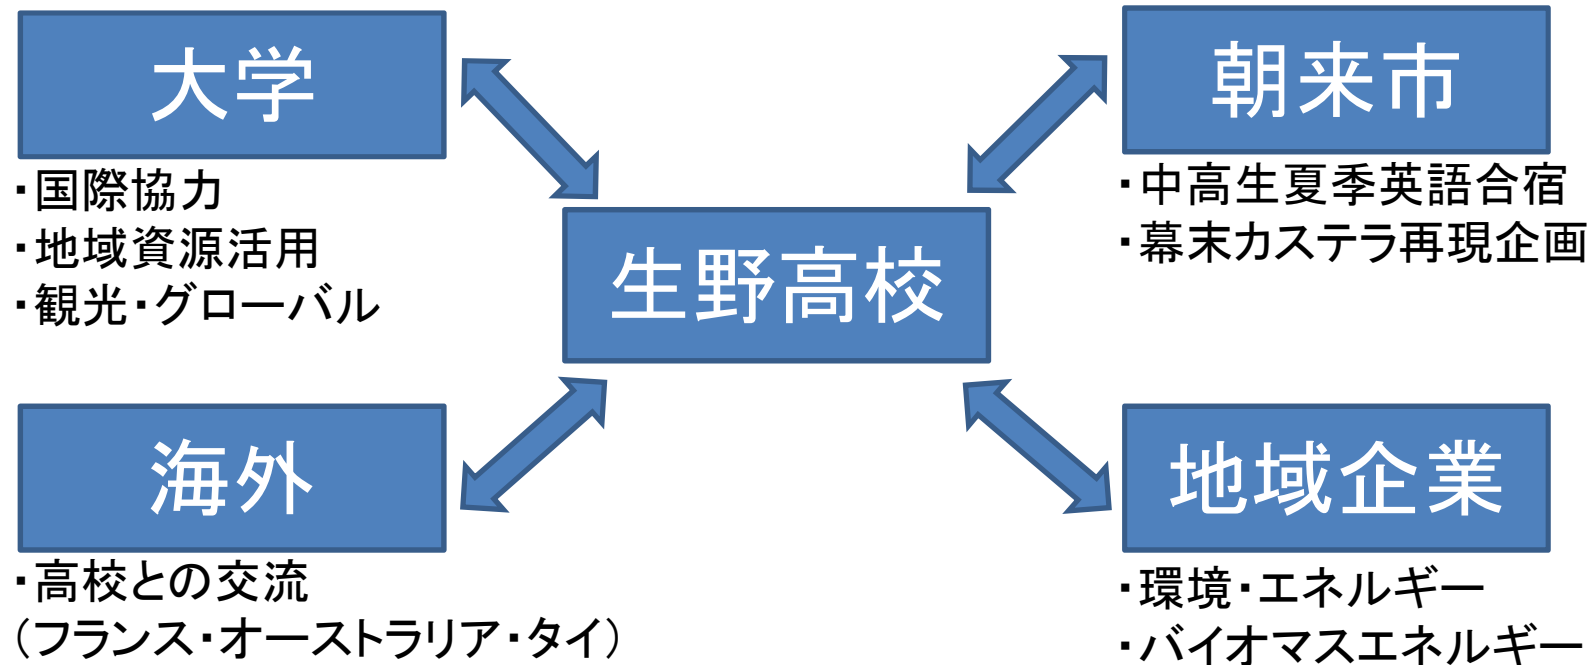 大学
・国際協力
・地域資源活用
・観光・グローバル
朝来市
・中高生夏季英語合宿
・幕末カステラ再現企画
生野高校
海外
・高校との交流
(フランス・オーストラリア・タイ)
地域企業
・環境・エネルギー
・バイオマスエネルギー